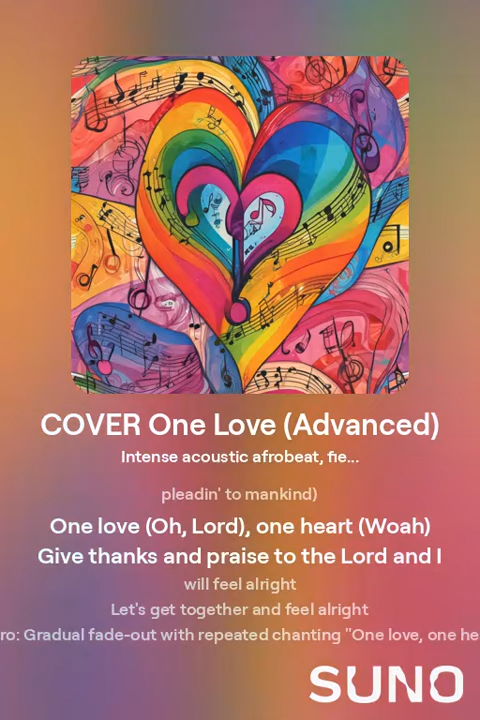 COVER One Love (Advanced)
Intense acoustic afrobeat, fie...
pleadin' to mankind)
One love (Oh, Lord), one heart (Woah)
Give thanks and praise to the Lord and I
will feel alright
Let's get together and feel alright
ro: Gradual fade-out with repeated chanting "One love, one he
SUNO